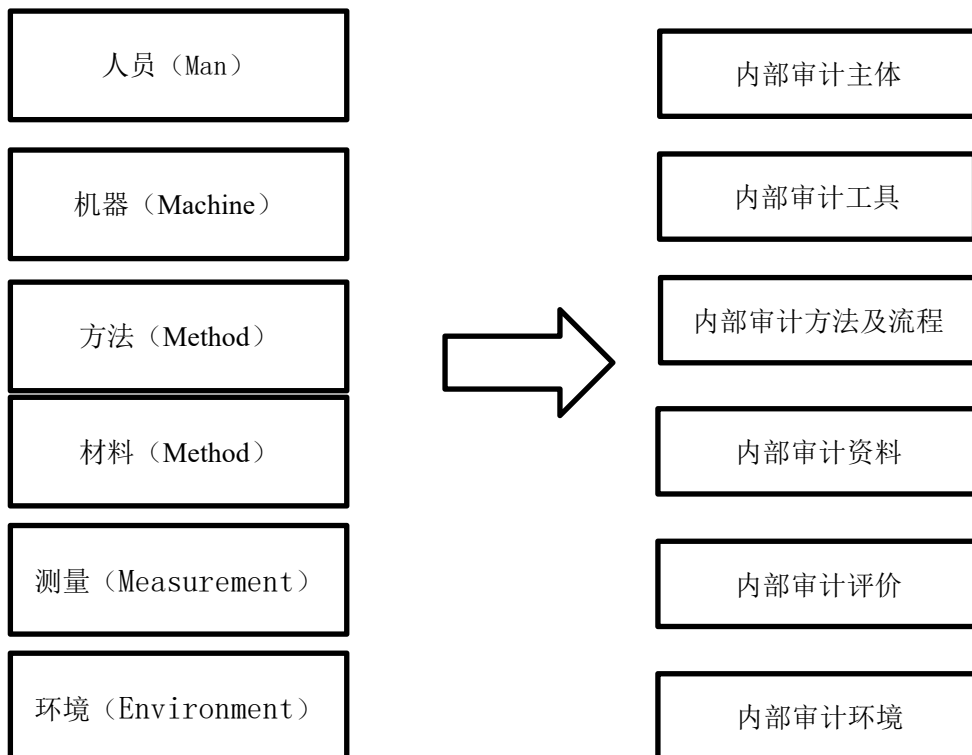 人员（Man）
机器（Machine）
方法（Method）
材料（Method）
测量（Measurement）
环境（Environment）
内部审计主体
内部审计工具
内部审计方法及流程
内部审计资料
内部审计评价
内部审计环境